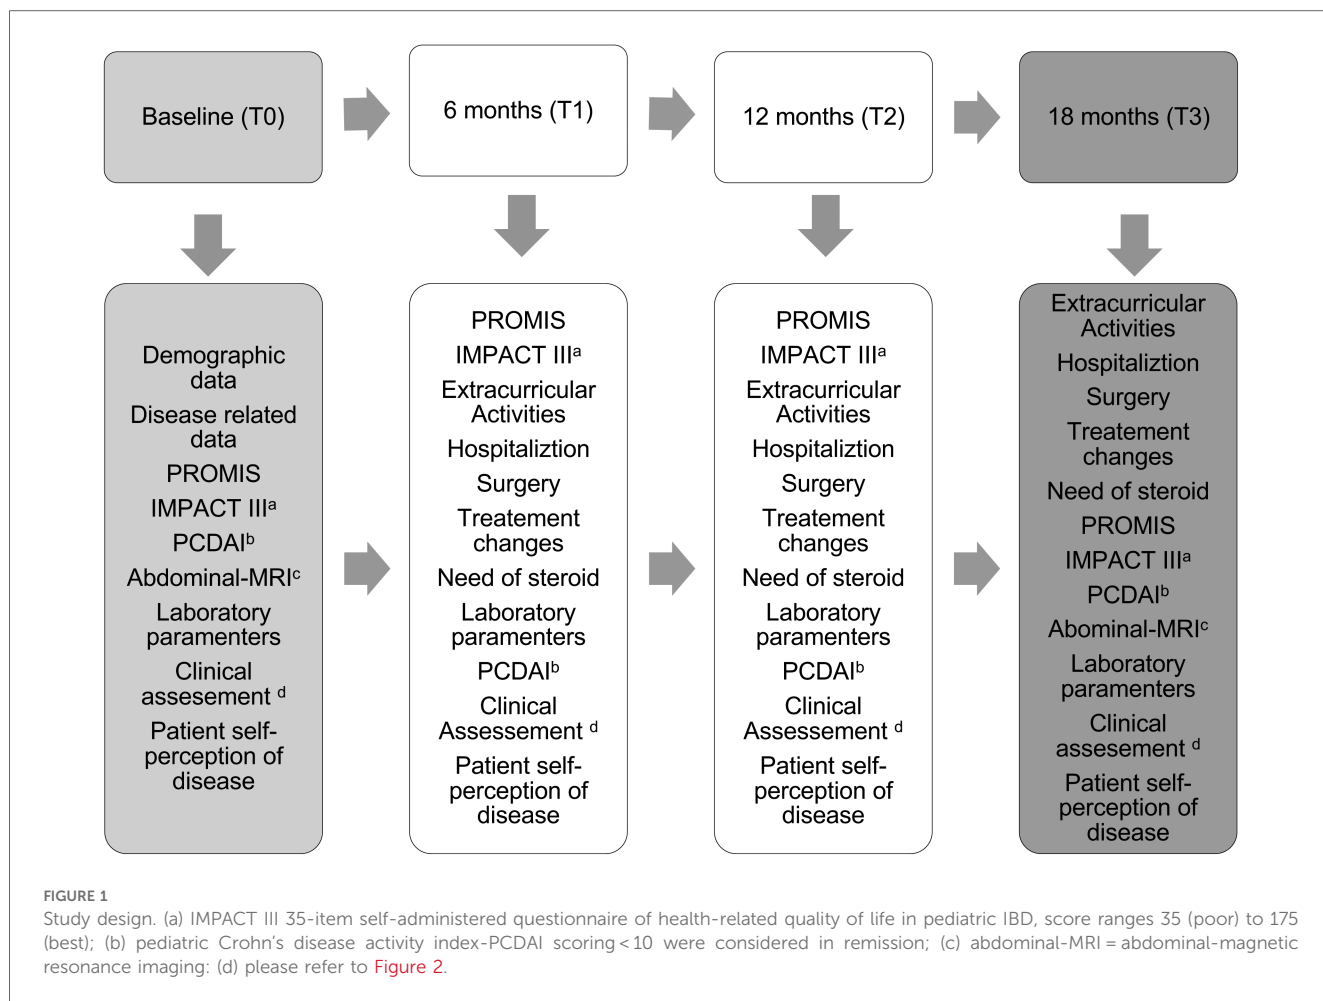 Baseline (T0)
6 months (T1)
12 months (T2)
18 months (T3)
Demographic
data
Disease related
data
PROMIS
IMPACT IIIa
PCDAIb
Abdominal-MRIc
Laboratory
paramenters
Clinical
assesement d
Patient self-
perception of
disease
PROMIS
IMPACT IIIa
Extracurricular
Activities
Hospitaliztion
Surgery
Treatement
changes
Need of steroid
Laboratory
paramenters
PCDAIb
Clinical
Assessement d
Patient self-
perception of
disease
PROMIS
IMPACT IIIa
Extracurricular
Activities
Hospitaliztion
Surgery
Treatement
changes
Need of steroid
Laboratory
paramenters
PCDAIb
Clinical
Assessement d
Patient self-
perception of
disease
Extracurricular
Activities
Hospitaliztion
Surgery
Treatement
changes
Need of steroid
PROMIS
IMPACT IIIa
PCDAIb
Abominal-MRIc
Laboratory
paramenters
Clinical
assesement d
Patient self-
perception of
disease
FIGURE 1
Study design. (a) IMPACT III 35-item self-administered questionnaire of health-related quality of life in pediatric IBD, score ranges 35 (poor) to 175
(best); (b) pediatric Crohn's disease activity index-PCDAI scoring < 10 were considered in remission; (c) abdominal-MRI = abdominal-magnetic
resonance imaging: (d) please refer to Figure 2.